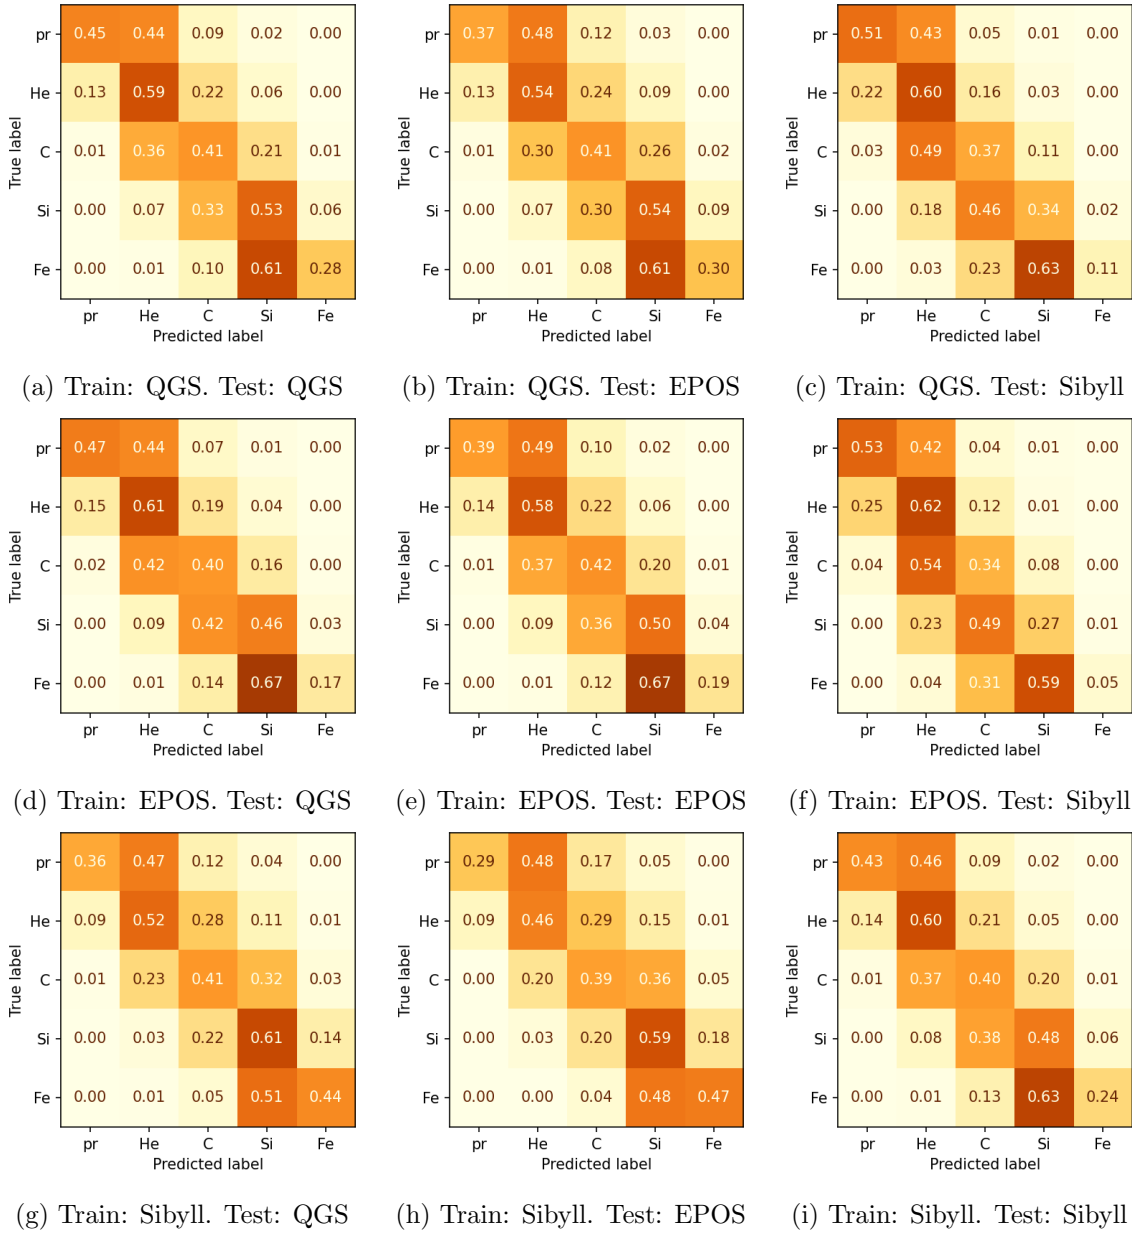 pr 0.45 0.44 0.09 0.02 0.00
He 0.13 0.59 0.22 0.06 0.00
C 0.01 0.36 0.41 0.21 0.01
Si 0.00 0.07 0.33 0.53 0.06
Fe 0.00 0.01 0.10 0.61 0.28
True label
pr He C Si Fe
Predicted label
(a) Train: QGS. Test: QGS
pr 0.37 0.48 0.12 0.03 0.00
He 0.13 0.54 0.24 0.09 0.00
C 0.01 0.30 0.41 0.26 0.02
Si 0.00 0.07 0.30 0.54 0.09
Fe 0.00 0.01 0.08 0.61 0.30
True label
pr He C Si Fe
Predicted label
(b) Train: QGS. Test: EPOS
pr 0.51 0.43 0.05 0.01 0.00
He 0.22 0.60 0.16 0.03 0.00
C 0.03 0.49 0.37 0.11 0.00
Si 0.00 0.18 0.46 0.34 0.02
Fe 0.00 0.03 0.23 0.63 0.11
True label
pr He C Si Fe
Predicted label
(c) Train: QGS. Test: Sibyll
pr 0.47 0.44 0.07 0.01 0.00
He 0.15 0.61 0.19 0.04 0.00
C 0.02 0.42 0.40 0.16 0.00
Si 0.00 0.09 0.42 0.46 0.03
Fe 0.00 0.01 0.14 0.67 0.17
True label
pr He C Si Fe
Predicted label
(d) Train: EPOS. Test: QGS
pr 0.39 0.49 0.10 0.02 0.00
He 0.14 0.58 0.22 0.06 0.00
C 0.01 0.37 0.42 0.20 0.01
Si 0.00 0.09 0.36 0.50 0.04
Fe 0.00 0.01 0.12 0.67 0.19
True label
pr He C Si Fe
Predicted label
(e) Train: EPOS. Test: EPOS
pr 0.53 0.42 0.04 0.01 0.00
He 0.25 0.62 0.12 0.01 0.00
C 0.04 0.54 0.34 0.08 0.00
Si 0.00 0.23 0.49 0.27 0.01
Fe 0.00 0.04 0.31 0.59 0.05
True label
pr He C Si Fe
Predicted label
(f) Train: EPOS. Test: Sibyll
pr 0.36 0.47 0.12 0.04 0.00
He 0.09 0.52 0.28 0.11 0.01
C 0.01 0.23 0.41 0.32 0.03
Si 0.00 0.03 0.22 0.61 0.14
Fe 0.00 0.01 0.05 0.51 0.44
True label
pr He C Si Fe
Predicted label
(g) Train: Sibyll. Test: QGS
pr 0.29 0.48 0.17 0.05 0.00
He 0.09 0.46 0.29 0.15 0.01
C 0.00 0.20 0.39 0.36 0.05
Si 0.00 0.03 0.20 0.59 0.18
Fe 0.00 0.00 0.04 0.48 0.47
True label
pr He C Si Fe
Predicted label
(h) Train: Sibyll. Test: EPOS
pr 0.43 0.46 0.09 0.02 0.00
He 0.14 0.60 0.21 0.05 0.00
C 0.01 0.37 0.40 0.20 0.01
Si 0.00 0.08 0.38 0.48 0.06
Fe 0.00 0.01 0.13 0.63 0.24
True label
pr He C Si Fe
Predicted label
(i) Train: Sibyll. Test: Sibyll